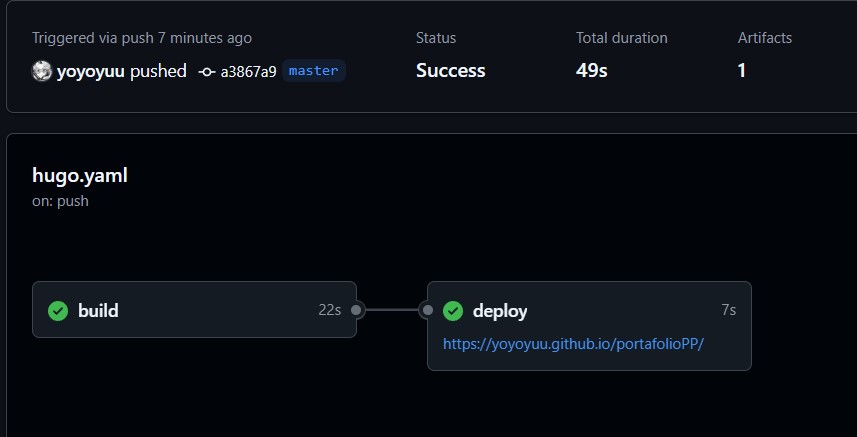 Triggered via push 7 minutes ago
yoyoyuu pushed a3867a9 master
Status
Success
Total duration
49s
Artifacts
1
hugo.yaml
on: push
build 22s
deploy 7s
https://yoyoyuu.github.io/portafolioPP/